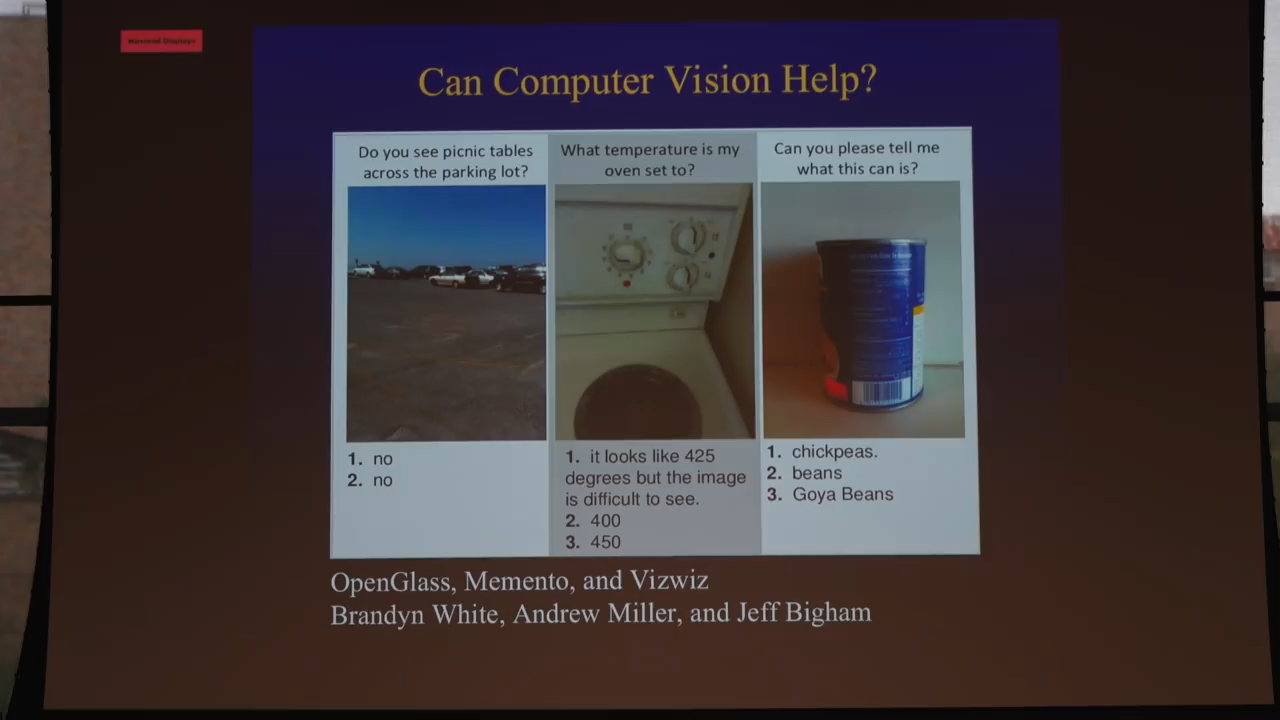 Mirrored Displays
Can Computer Vision Help?
Do you see picnic tables
across the parking lot?
What temperature is my
oven set to?
Can you please tell me
what this can is?
1. no
2. no
1. it looks like 425
degrees but the image
is difficult to see.
2. 400
3. 450
1. chickpeas.
2. beans
3. Goya Beans
OpenGlass, Memento, and Vizwiz
Brandyn White, Andrew Miller, and Jeff Bigham